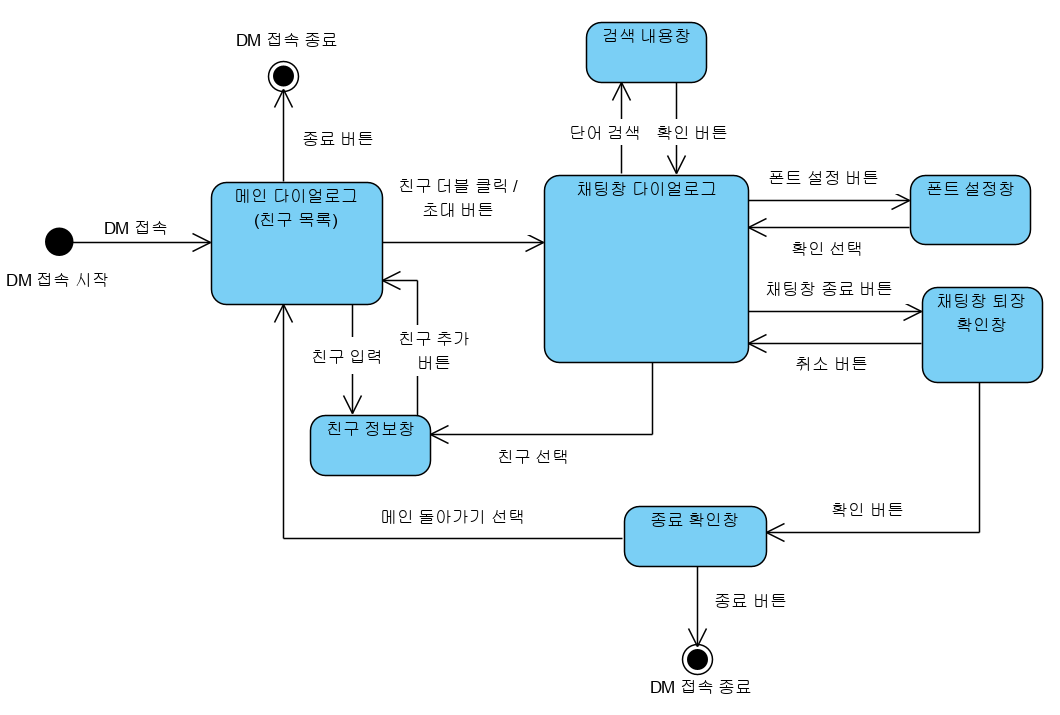 DM 접속 종료
검색 내용창
종료 버튼
단어 검색
확인 버튼
메인 다이얼로그
(친구 목록)
친구 더블 클릭 /
초대 버튼
채팅창 다이얼로그
폰트 설정 버튼
폰트 설정창
확인 선택
DM 접속
DM 접속 시작
채팅창 종료 버튼
채팅창 퇴장
확인창
취소 버튼
친구 입력
친구 추가
버튼
친구 정보창
친구 선택
메인 돌아가기 선택
종료 확인창
확인 버튼
종료 버튼
DM 접속 종료